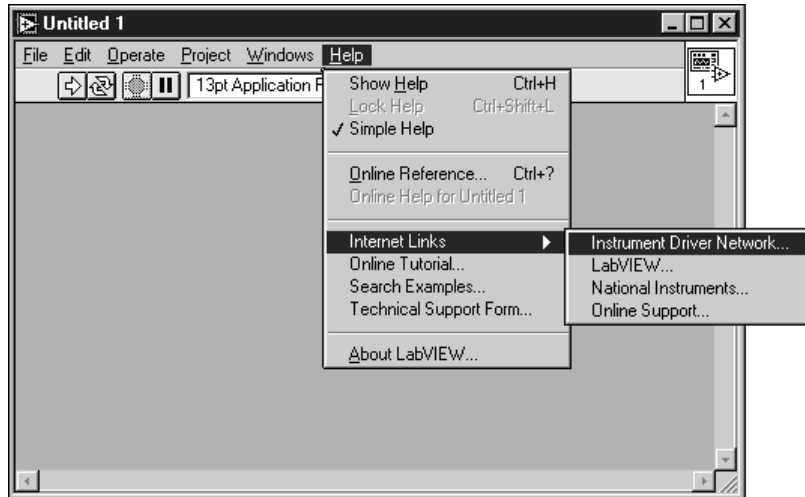 Untitled 1
File Edit Operate Project Windows Help
13pt Application F
1
Show Help Ctrl+H
Lock Help Ctrl+Shift+L
✓ Simple Help
Online Reference... Ctrl+?
Online Help for Untitled 1
Internet Links
Online Tutorial...
Search Examples...
Technical Support Form...
About LabVIEW...
Instrument Driver Network...
LabVIEW...
National Instruments...
Online Support...